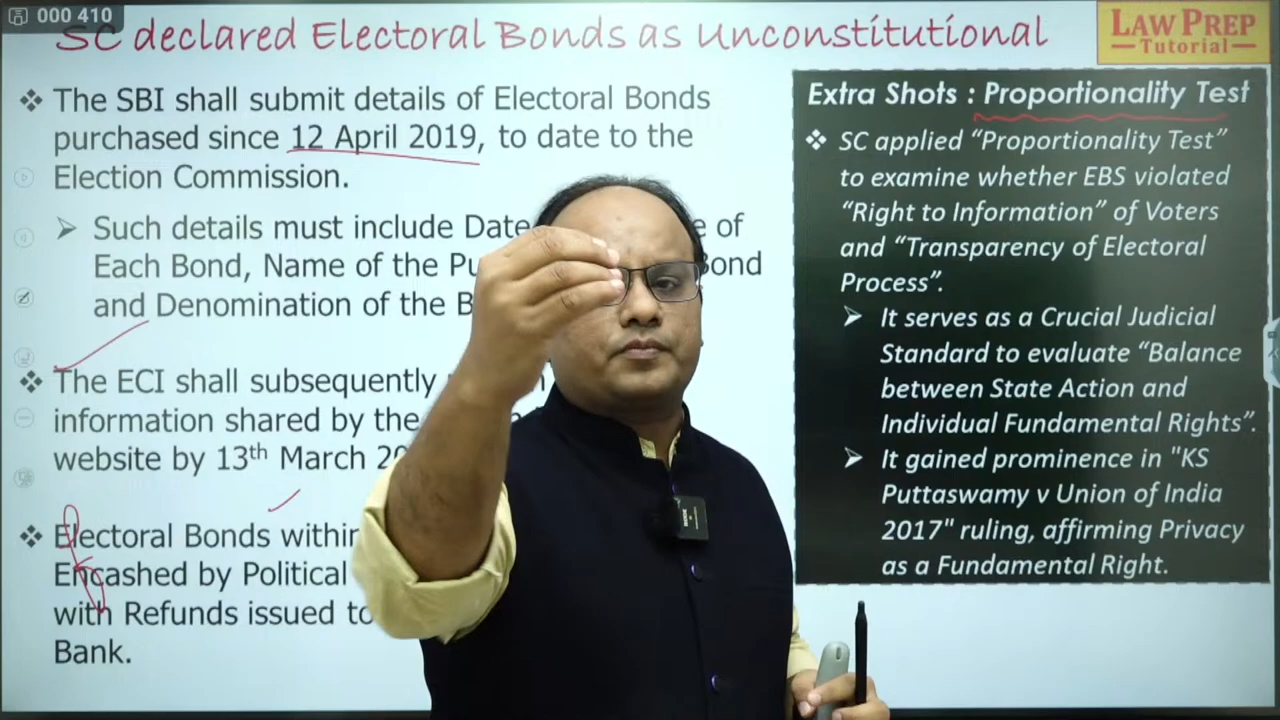 000 410
SC declared Electoral Bonds as Unconstitutional
LAW PREP
Tutorial
❖ The SBI shall submit details of Electoral Bonds
purchased since 12 April 2019, to date to the
Election Commission.
➢ Such details must include Date of
Each Bond, Name of the Bond
and Denomination of the
❖ The ECI shall subsequently
information shared by the
website by 13th March
❖ Electoral Bonds within
Encashed by Political
with Refunds issued to
Bank.
Extra Shots : Proportionality Test
❖ SC applied “Proportionality Test”
to examine whether EBS violated
“Right to Information” of Voters
and “Transparency of Electoral
Process”.
➢ It serves as a Crucial Judicial
Standard to evaluate “Balance
between State Action and
Individual Fundamental Rights”.
➢ It gained prominence in "KS
Puttaswamy v Union of India
2017" ruling, affirming Privacy
as a Fundamental Right.